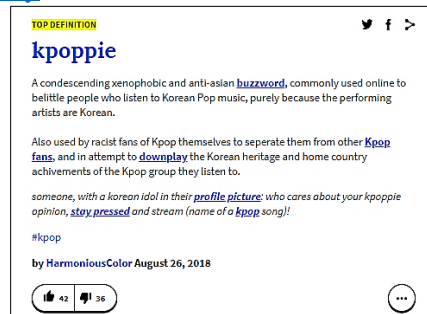 TOP DEFINITION
kpoppie
A condescending xenophobic and anti-asian buzzword, commonly used online to
belittle people who listen to Korean Pop music, purely because the performing
artists are Korean.
Also used by racist fans of Kpop themselves to seperate them from other Kpop
fans, and in attempt to downplay the Korean heritage and home country
achivements of the Kpop group they listen to.
someone, with a korean idol in their profile picture: who cares about your kpoppie
opinion, stay pressed and stream (name of a kpop song)!
#kpop
by HarmoniousColor August 26, 2018
42 36